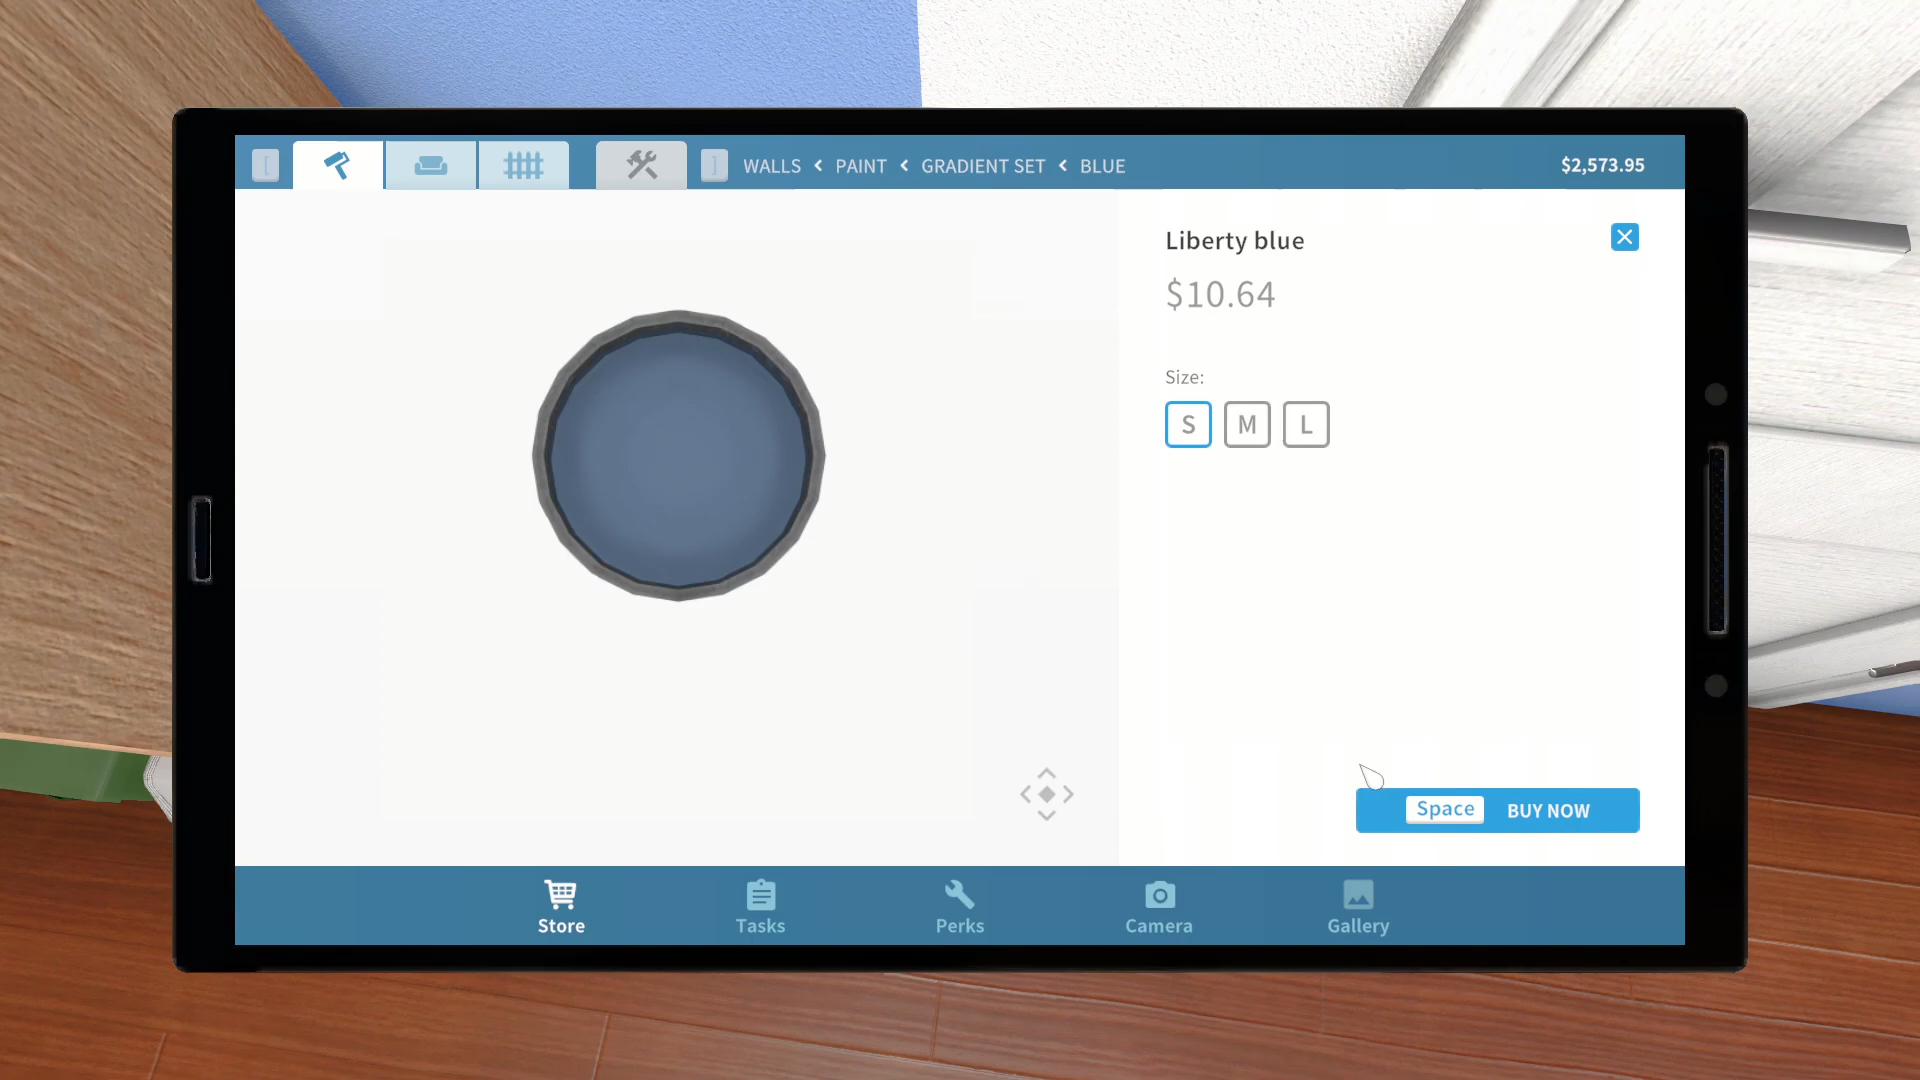 [
]
WALLS < PAINT < GRADIENT SET < BLUE
$2,573.95
Liberty blue
$10.64
Size:
S M L
Space BUY NOW
Store Tasks Perks Camera Gallery